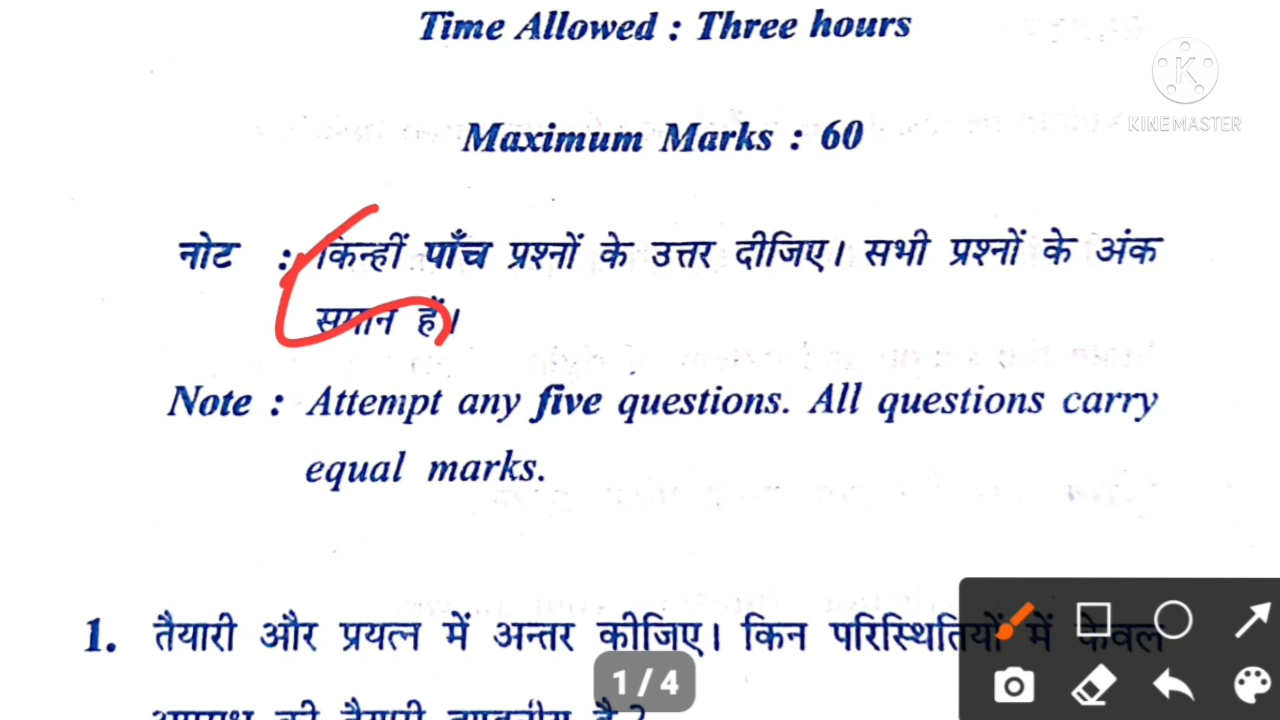 Time Allowed : Three hours
K
KINEMASTER
Maximum Marks : 60
नोट : किन्हीं पाँच प्रश्नों के उत्तर दीजिए। सभी प्रश्नों के अंक
समान हैं।
Note : Attempt any five questions. All questions carry
equal marks.
1. तैयारी और प्रयत्न में अन्तर कीजिए। किन परिस्थितियों में केवल
1 / 4